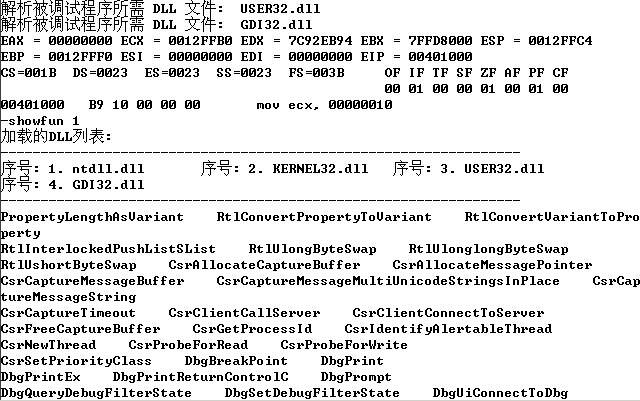 解析被调试程序所需 DLL 文件： USER32.dll
解析被调试程序所需 DLL 文件： GDI32.dll
EAX = 00000000 ECX = 0012FFB0 EDX = 7C92EB94 EBX = 7FFD8000 ESP = 0012FFC4
EBP = 0012FFF0 ESI = 00000000 EDI = 00000000 EIP = 00401000
CS=001B DS=0023 ES=0023 SS=0023 FS=003B OF IF TF SF ZF AF PF CF
00 01 00 00 01 00 01 00
00401000 B9 10 00 00 00 mov ecx, 00000010
-showfun 1
加载的DLL列表：
-----------------------------------------------------------------
序号：1. ntdll.dll 序号：2. KERNEL32.dll 序号：3. USER32.dll
序号：4. GDI32.dll
-----------------------------------------------------------------
PropertyLengthAsVariant RtlConvertPropertyToVariant RtlConvertVariantToPro
perty
RtlInterlockedPushListSList RtlUlongByteSwap RtlUlonglongByteSwap
RtlUshortByteSwap CsrAllocateCaptureBuffer CsrAllocateMessagePointer
CsrCaptureMessageBuffer CsrCaptureMessageMultiUnicodeStringsInPlace CsrCap
tureMessageString
CsrCaptureTimeout CsrClientCallServer CsrClientConnectToServer
CsrFreeCaptureBuffer CsrGetProcessId CsrIdentifyAlertableThread
CsrNewThread CsrProbeForRead CsrProbeForWrite
CsrSetPriorityClass DbgBreakPoint DbgPrint
DbgPrintEx DbgPrintReturnControlC DbgPrompt
DbgQueryDebugFilterState DbgSetDebugFilterState DbgUiConnectToDbg